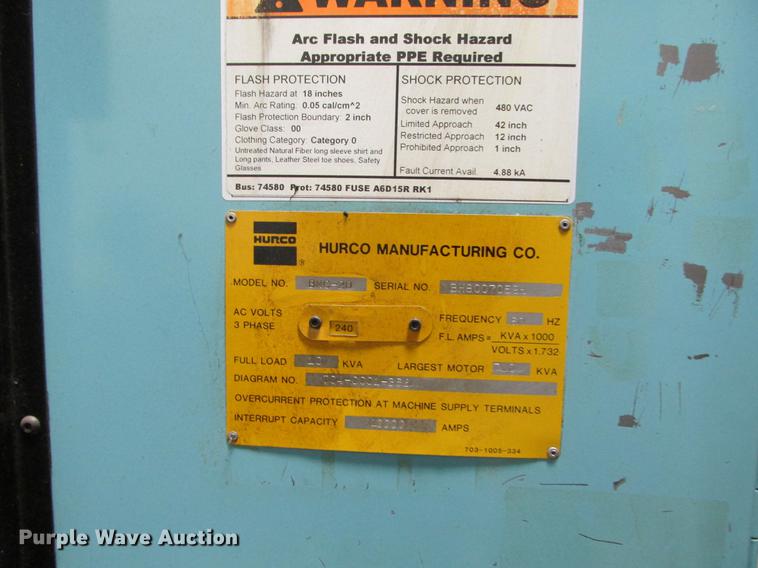 WARNING
Arc Flash and Shock Hazard
Appropriate PPE Required
FLASH PROTECTION
Flash Hazard at 18 inches
Min. Arc Rating: 0.05 cal/cm^2
Flash Protection Boundary: 2 inch
Glove Class: 00
Clothing Category: Category 0
Untreated Natural Fiber long sleeve shirt and
Long pants, Leather Steel toe shoes, Safety
Glasses
SHOCK PROTECTION
Shock Hazard when
cover is removed 480 VAC
Limited Approach 42 inch
Restricted Approach 12 inch
Prohibited Approach 1 inch
Fault Current Avail. 4.88 kA
Bus: 74580 Prot: 74580 FUSE A6D15R RK1
HURCO
®
HURCO MANUFACTURING CO.
MODEL NO. SERIAL NO.
AC VOLTS
3 PHASE
240
FREQUENCY HZ
F.L. AMPS = KVA x 1000
VOLTS x 1.732
FULL LOAD KVA LARGEST MOTOR KVA
DIAGRAM NO.
OVERCURRENT PROTECTION AT MACHINE SUPPLY TERMINALS
INTERRUPT CAPACITY AMPS
703-1005-334
Purple Wave Auction